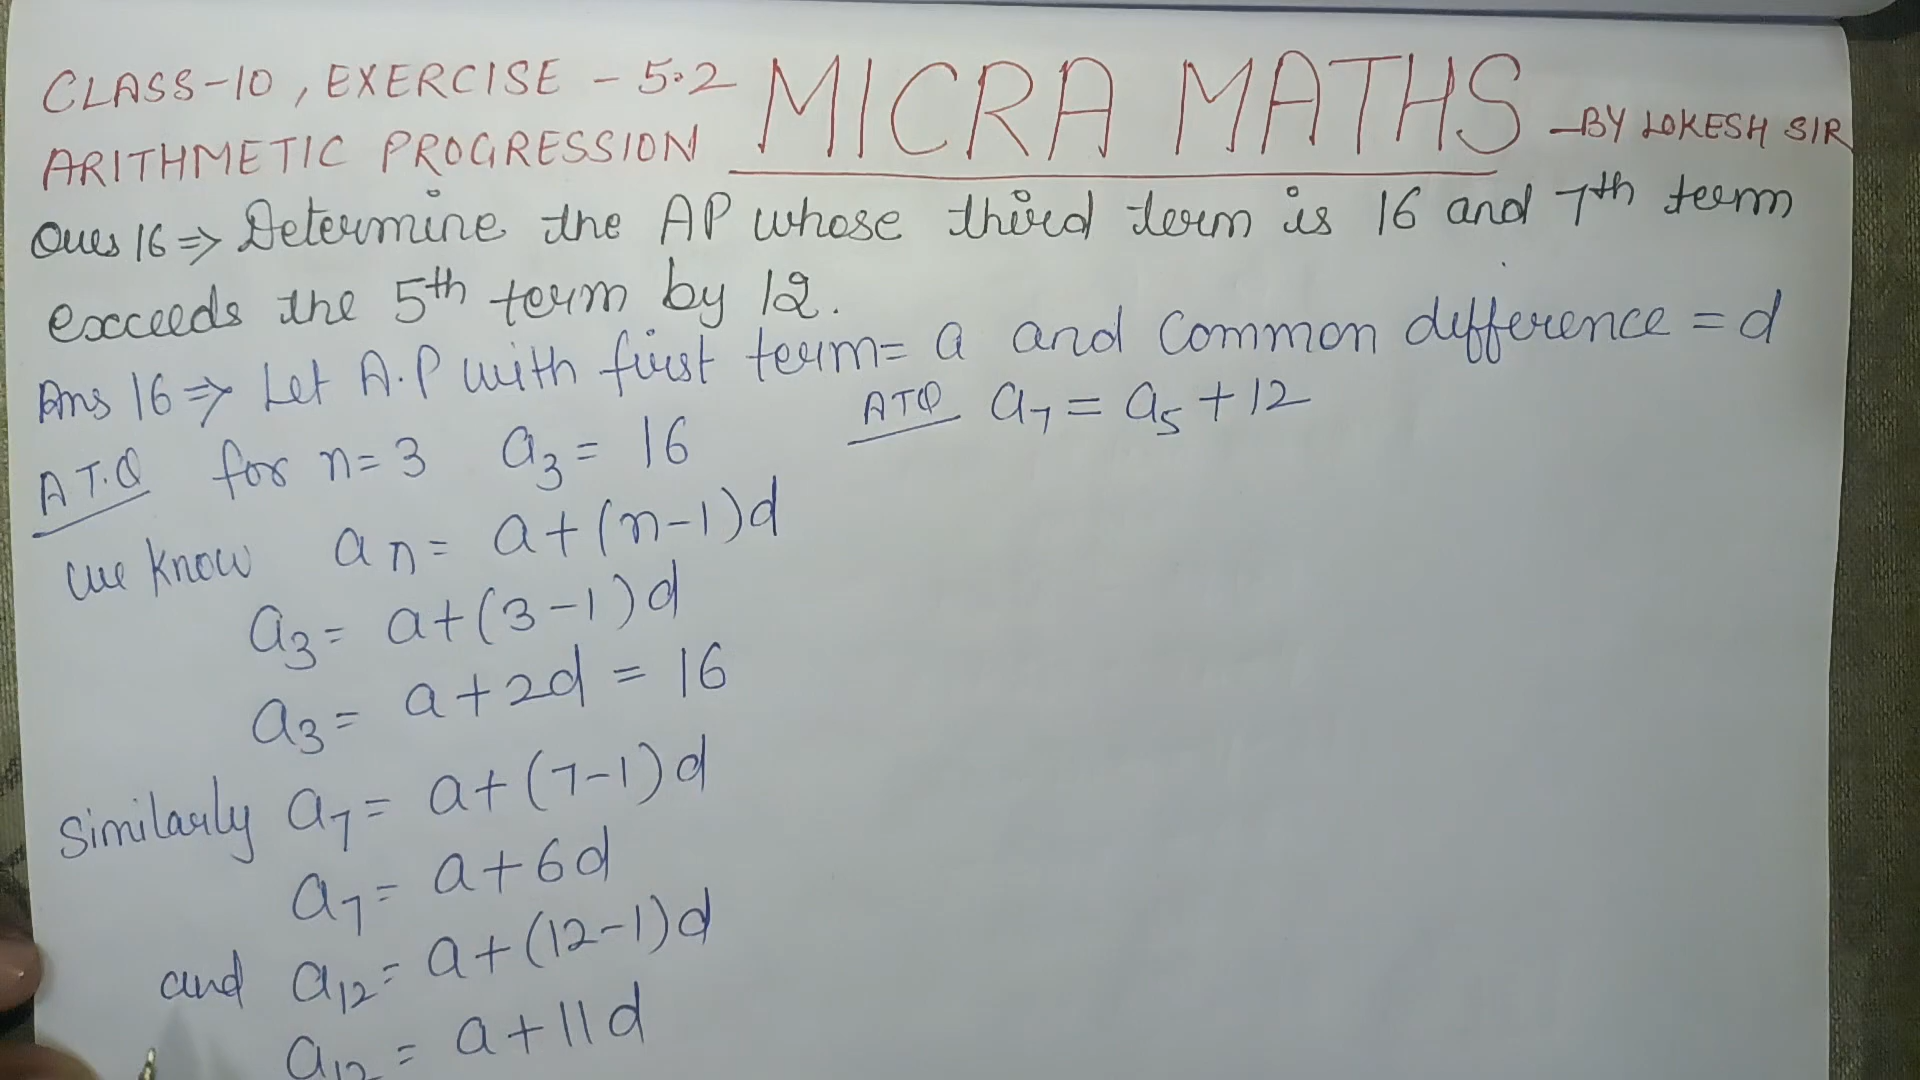 CLASS-10, EXERCISE - 5.2
ARITHMETIC PROGRESSION
MICRA MATHS
-BY LOKESH SIR
Ques 16 ⇒ Determine the AP whose third term is 16 and 7th term
exceeds the 5th term by 12.
Ans 16 ⇒ Let A.P with first term = a and common difference = d
A.T.Q for n=3 a₃ = 16
we know aₙ = a+(n-1)d
a₃ = a+(3-1)d
a₃ = a+2d = 16
Similarly a₇ = a+(7-1)d
a₇ = a+6d
and a₁₂ = a+(12-1)d
a₁₂ = a+11d
ATQ a₇ = a₅+12